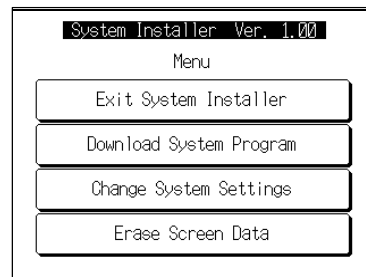 System Installer Ver. 1.00
Menu
Exit System Installer
Download System Program
Change System Settings
Erase Screen Data